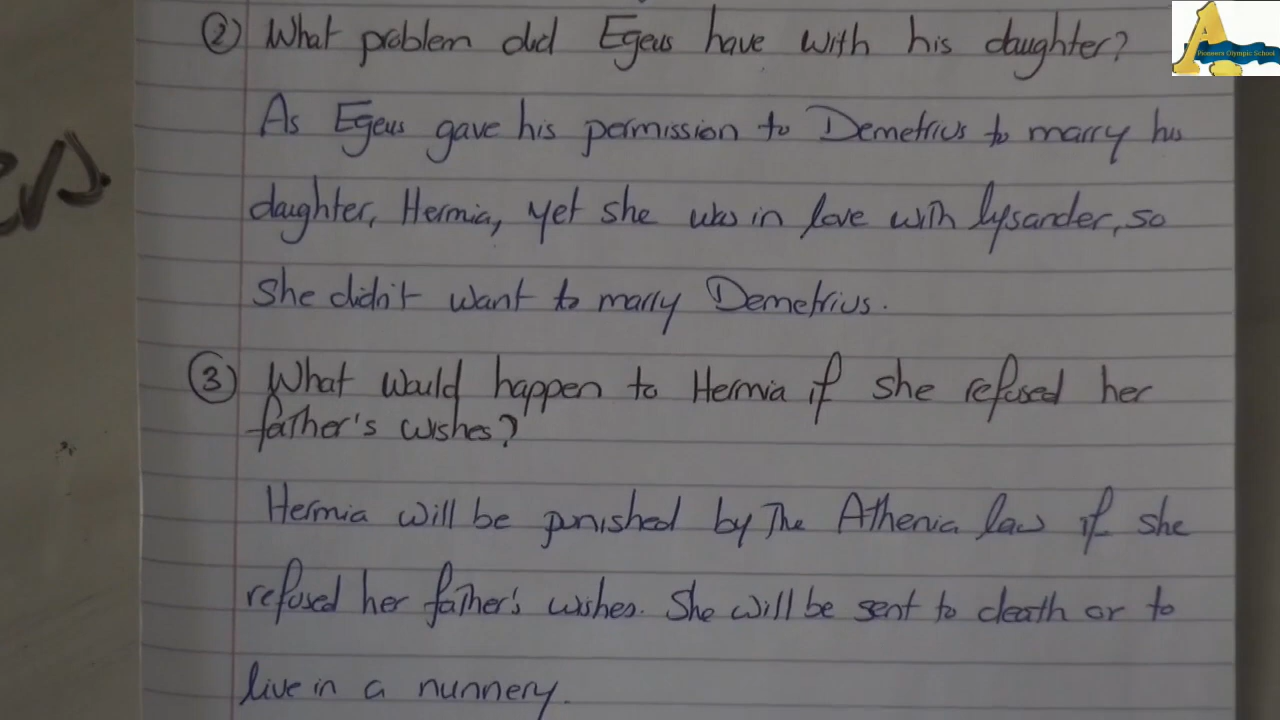 Pioneers Olympic School
② What problem did Egeus have with his daughter?
As Egeus gave his permission to Demetrius to marry his
daughter, Hermia, yet she was in love with lysander, so
she didn't want to marry Demetrius.
③ What would happen to Hermia if she refused her
father's wishes?
Hermia will be punished by The Athenia law if she
refused her father's wishes. She will be sent to death or to
live in a nunnery.